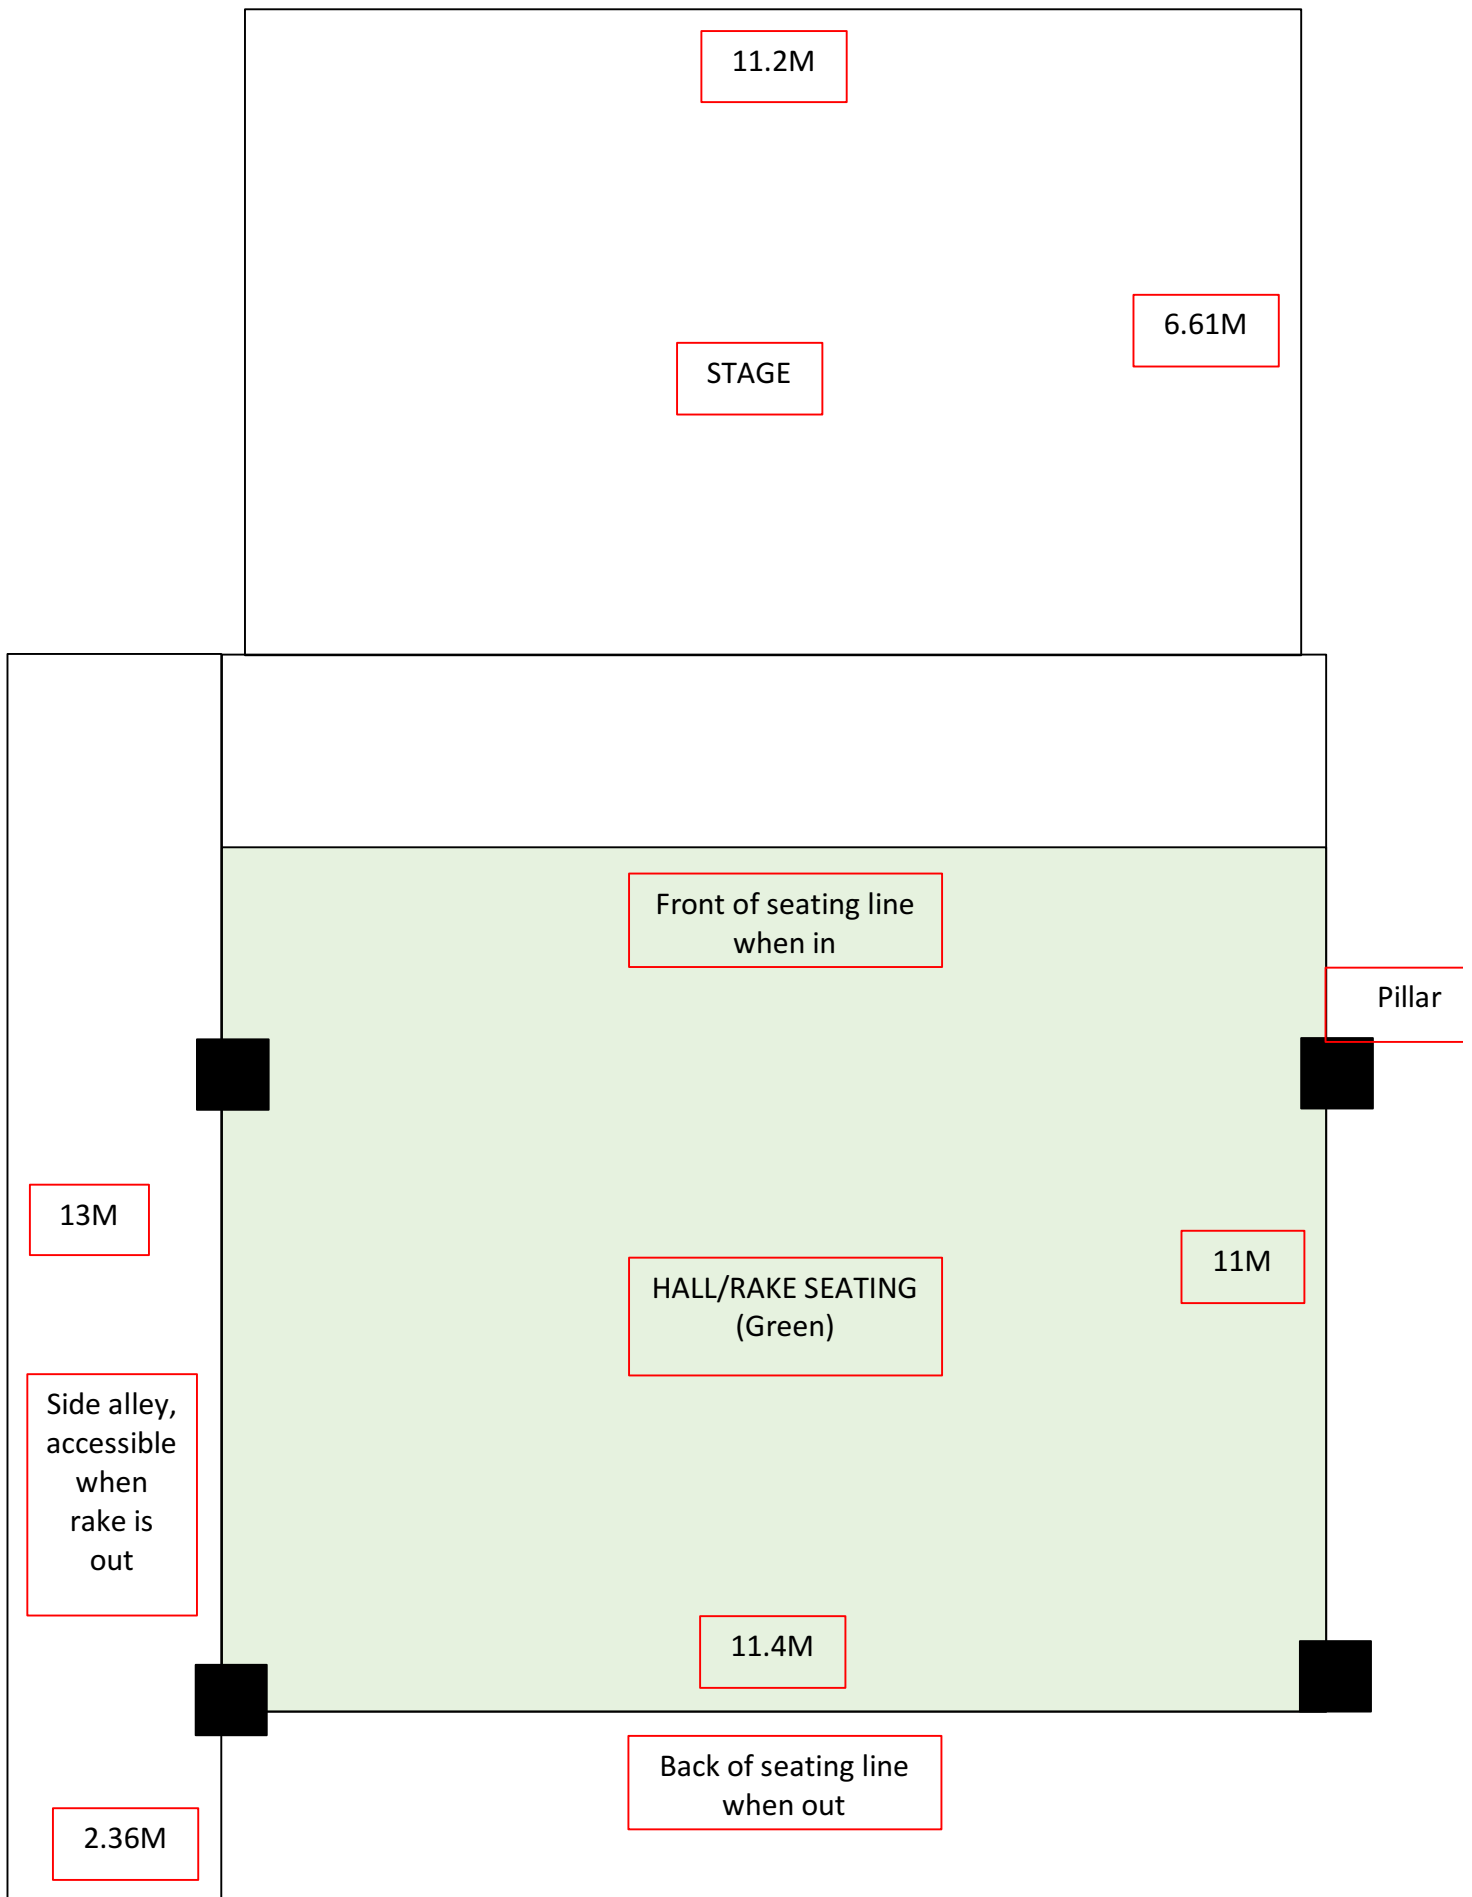 11.2M
6.61M
STAGE
Front of seating line
when in
Pillar
13M
11M
HALL/RAKE SEATING
(Green)
Side alley,
accessible
when
rake is
out
11.4M
Back of seating line
when out
2.36M